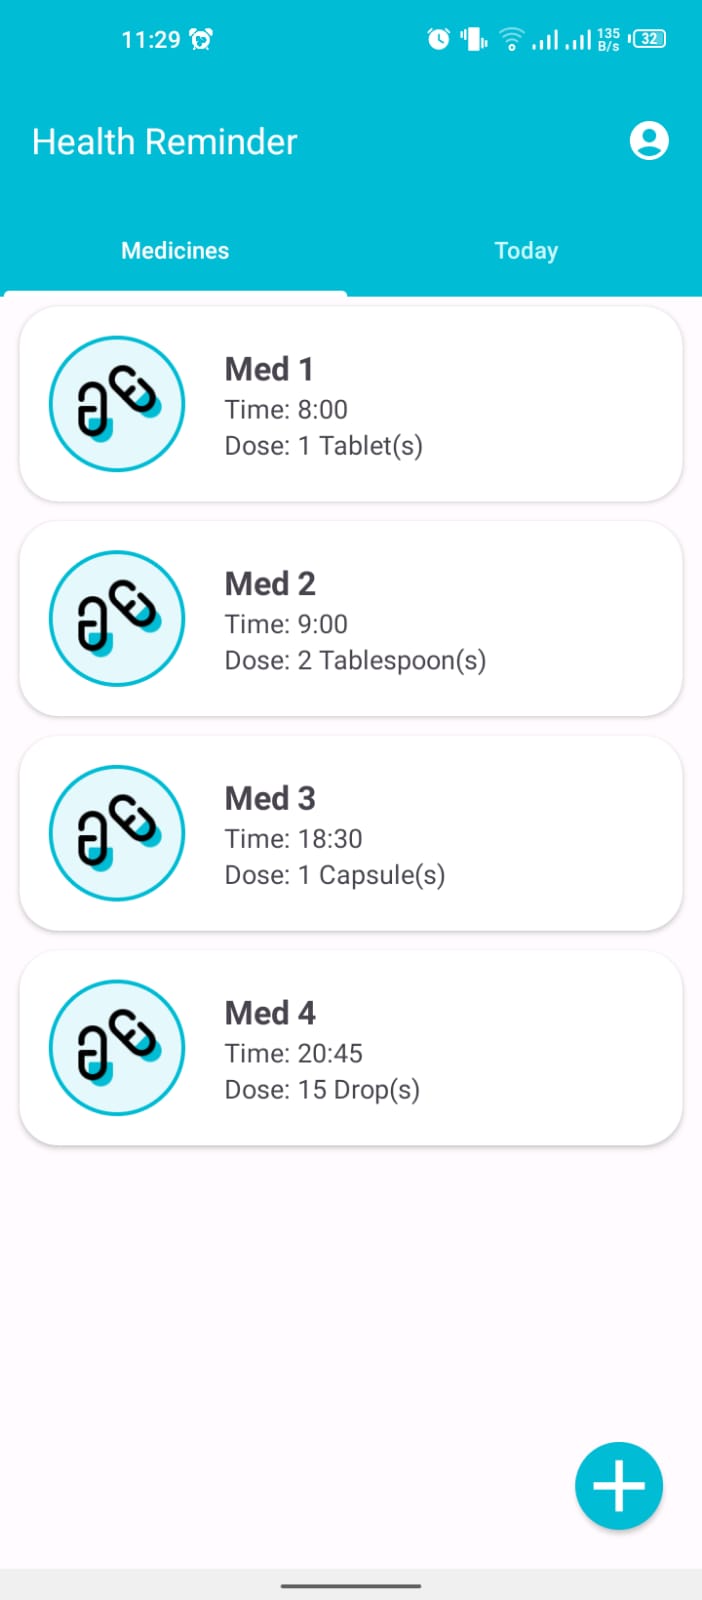 11:29
135
B/s
32
Health Reminder
Medicines
Today
Med 1
Time: 8:00
Dose: 1 Tablet(s)
Med 2
Time: 9:00
Dose: 2 Tablespoon(s)
Med 3
Time: 18:30
Dose: 1 Capsule(s)
Med 4
Time: 20:45
Dose: 15 Drop(s)